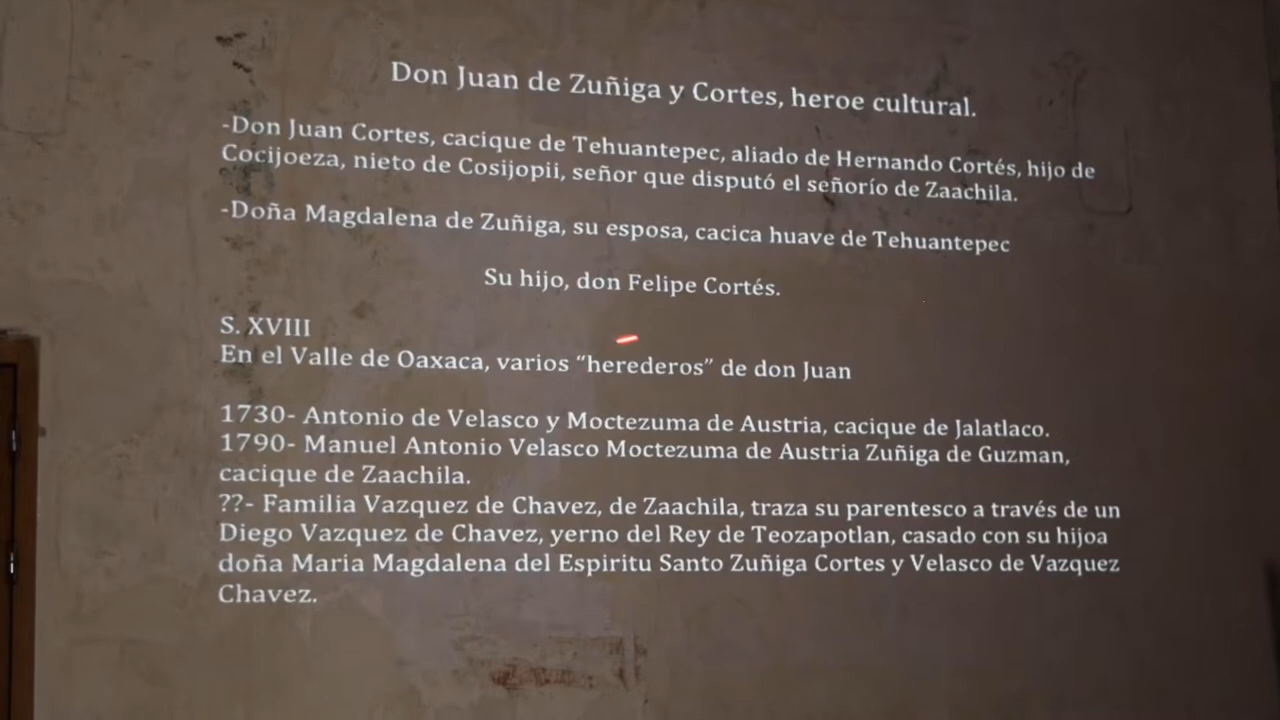 Don Juan de Zuñiga y Cortes, heroe cultural.
-Don Juan Cortes, cacique de Tehuantepec, aliado de Hernando Cortés, hijo de
Cocijoeza, nieto de Cosijopii, señor que disputó el señorío de Zaachila.
-Doña Magdalena de Zuñiga, su esposa, cacica huave de Tehuantepec
Su hijo, don Felipe Cortés.
S. XVIII
En el Valle de Oaxaca, varios “herederos” de don Juan
1730- Antonio de Velasco y Moctezuma de Austria, cacique de Jalatlaco.
1790- Manuel Antonio Velasco Moctezuma de Austria Zuñiga de Guzman,
cacique de Zaachila.
??- Familia Vazquez de Chavez, de Zaachila, traza su parentesco a través de un
Diego Vazquez de Chavez, yerno del Rey de Teozapotlan, casado con su hijoa
doña Maria Magdalena del Espiritu Santo Zuñiga Cortes y Velasco de Vazquez
Chavez.